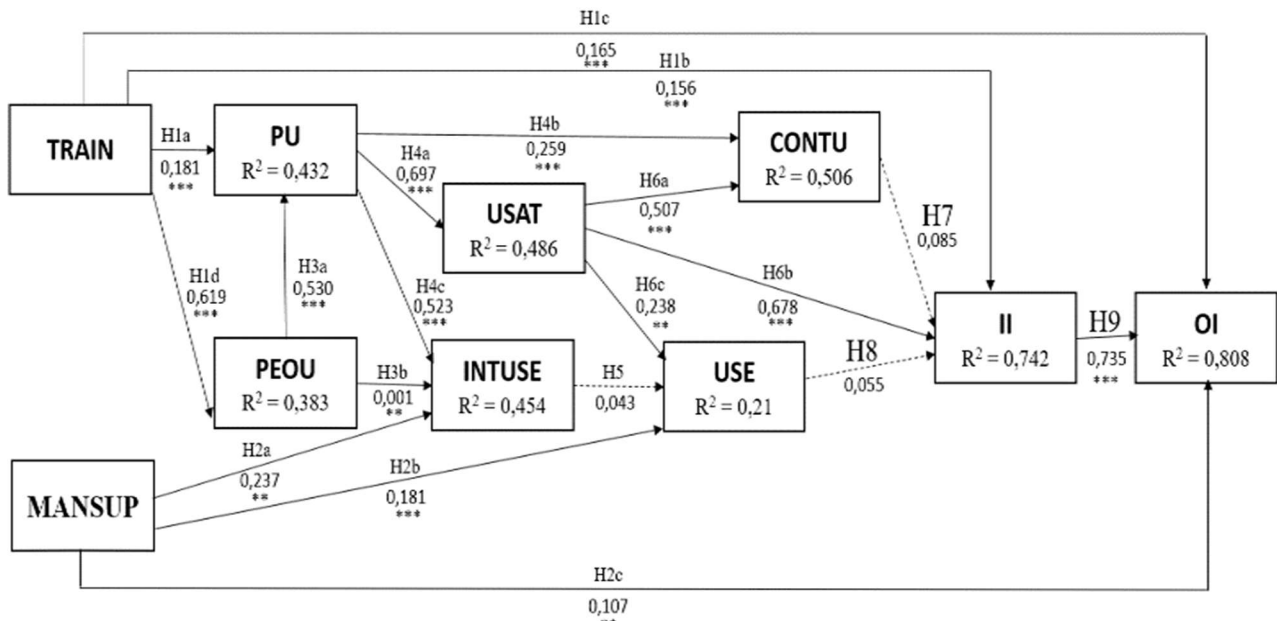 H1c
0,165
***
H1b
0,156
***
TRAIN
H1a
0,181
***
PU
R² = 0,432
H4b
0,259
***
CONTU
R² = 0,506
H4a
0,697
***
USAT
R² = 0,486
H6a
0,507
***
H7
0,085
H1d
0,619
***
H3a
0,530
***
H4c
0,523
***
H6c
0,238
**
H6b
0,678
***
II
R² = 0,742
H9
0,735
***
OI
R² = 0,808
PEOU
R² = 0,383
H3b
0,001
**
INTUSE
R² = 0,454
H5
0,043
USE
R² = 0,21
H8
0,055
MANSUP
H2a
0,237
**
H2b
0,181
***
H2c
0,107